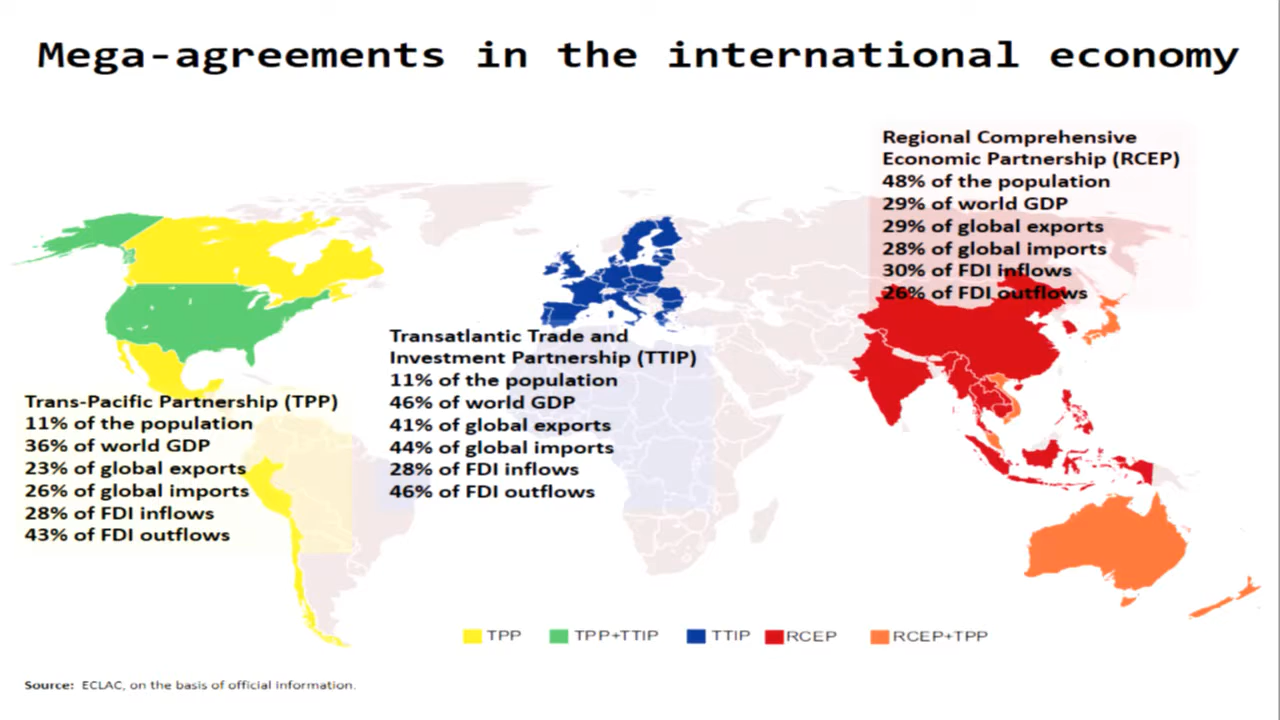 Mega-agreements in the international economy
Regional Comprehensive
Economic Partnership (RCEP)
48% of the population
29% of world GDP
29% of global exports
28% of global imports
30% of FDI inflows
26% of FDI outflows
Transatlantic Trade and
Investment Partnership (TTIP)
11% of the population
46% of world GDP
41% of global exports
44% of global imports
28% of FDI inflows
46% of FDI outflows
Trans-Pacific Partnership (TPP)
11% of the population
36% of world GDP
23% of global exports
26% of global imports
28% of FDI inflows
43% of FDI outflows
TPP TPP+TTIP TTIP RCEP RCEP+TPP
Source: ECLAC, on the basis of official information.